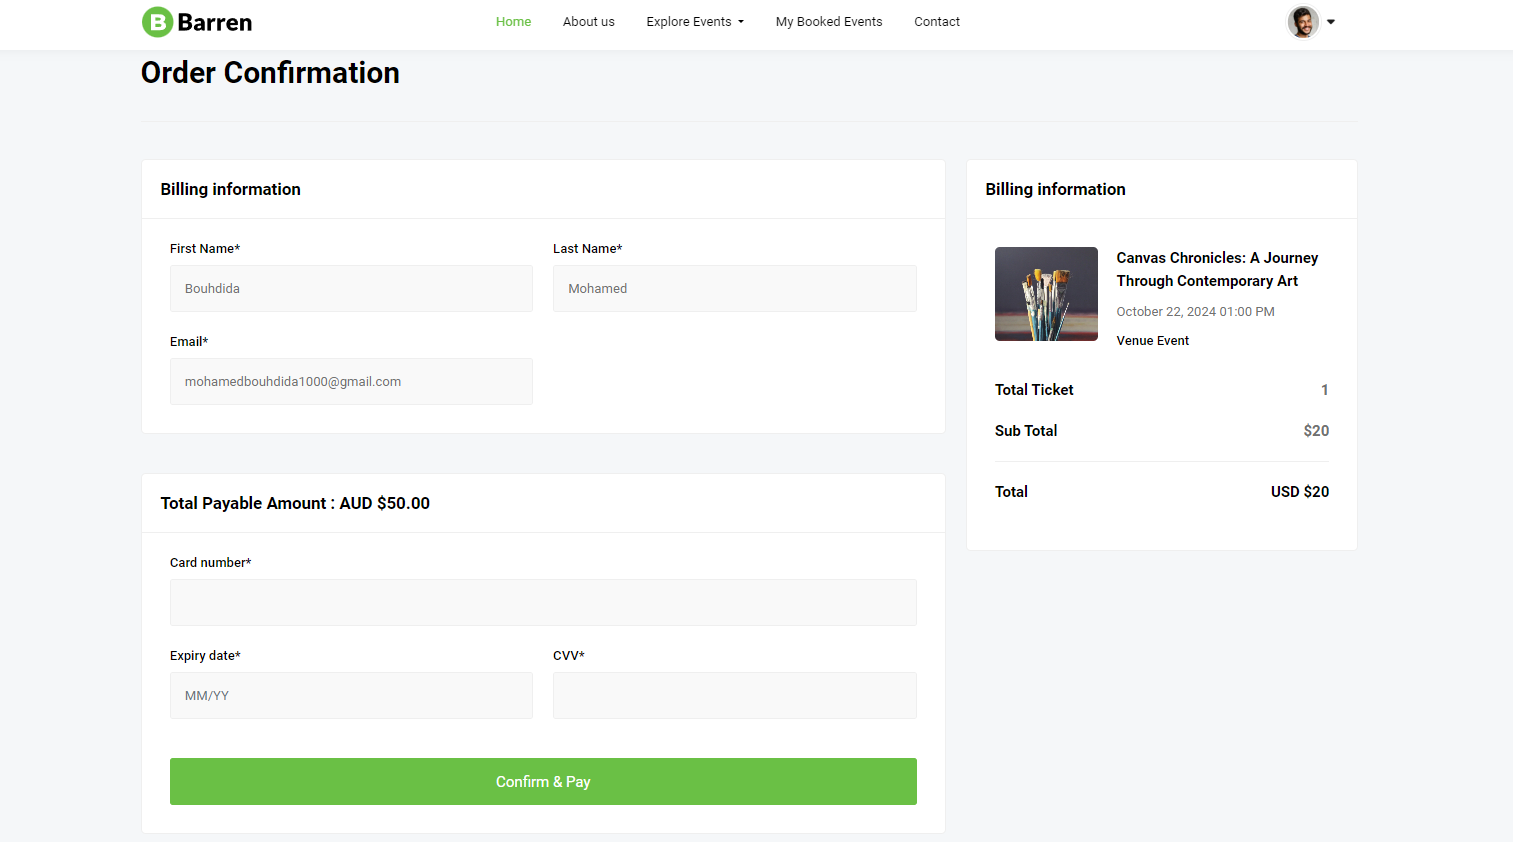 B Barren
Home
About us
Explore Events
My Booked Events
Contact
Order Confirmation
Billing information
First Name*
Last Name*
Bouhdida
Mohamed
Email*
mohamedbouhdida1000@gmail.com
Total Payable Amount : AUD $50.00
Card number*
Expiry date*
CVV*
MM/YY
Confirm & Pay
Billing information
Canvas Chronicles: A Journey
Through Contemporary Art
October 22, 2024 01:00 PM
Venue Event
Total Ticket 1
Sub Total $20
Total USD $20